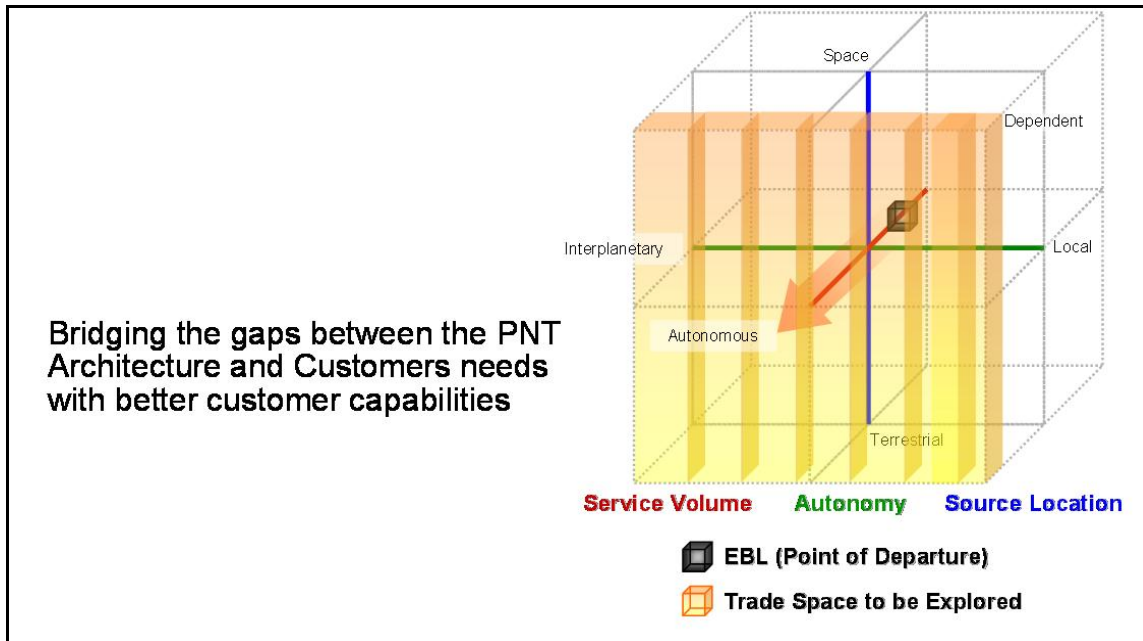 Space
Dependent
Interplanetary
Local
Autonomous
Bridging the gaps between the PNT
Architecture and Customers needs
with better customer capabilities
Terrestrial
Service Volume Autonomy Source Location
EBL (Point of Departure)
Trade Space to be Explored